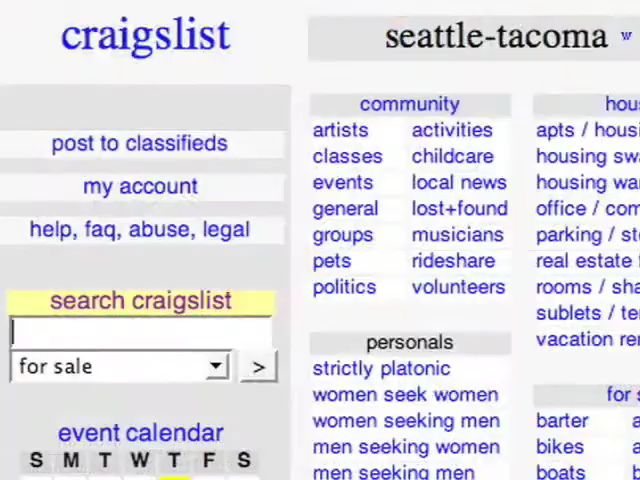 craigslist
post to classifieds
my account
help, faq, abuse, legal
search craigslist
for sale
>
event calendar
S M T W T F S
seattle-tacoma w
community
artists activities
classes childcare
events local news
general lost+found
groups musicians
pets rideshare
politics volunteers
personals
strictly platonic
women seek women
women seeking men
men seeking women
men seeking men
hou
apts / housi
housing swa
housing wa
office / com
parking / st
real estate
rooms / sha
sublets / te
vacation re
for s
barter
bikes
boats